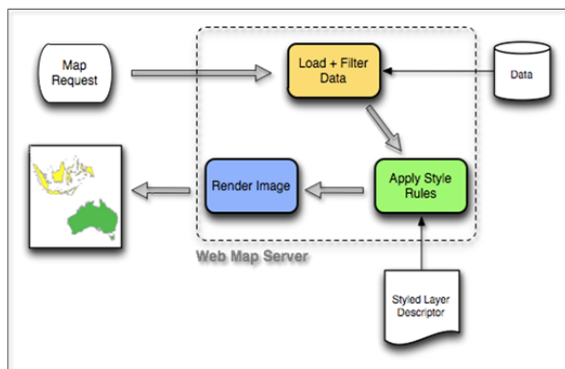 Map
Request
Load + Filter
Data
Data
Render Image
Apply Style
Rules
Web Map Server
Styled Layer
Descriptor